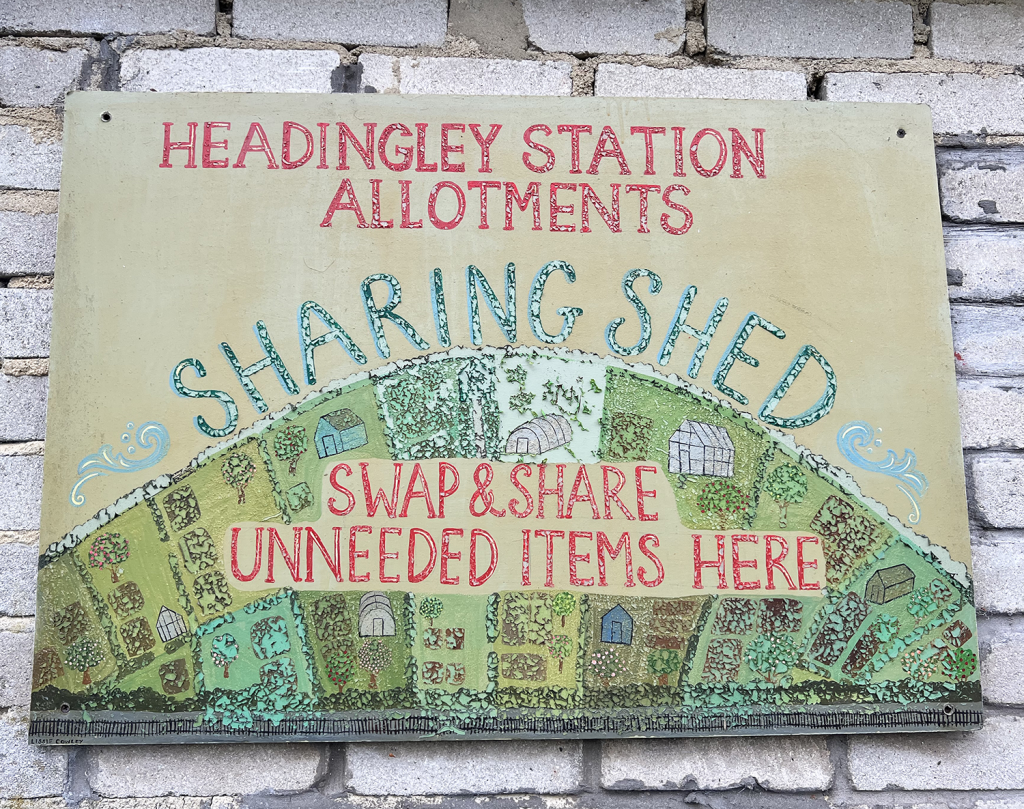 HEADINGLEY STATION
ALLOTMENTS
SHARING SHED
SWAP & SHARE
UNNEEDED ITEMS HERE